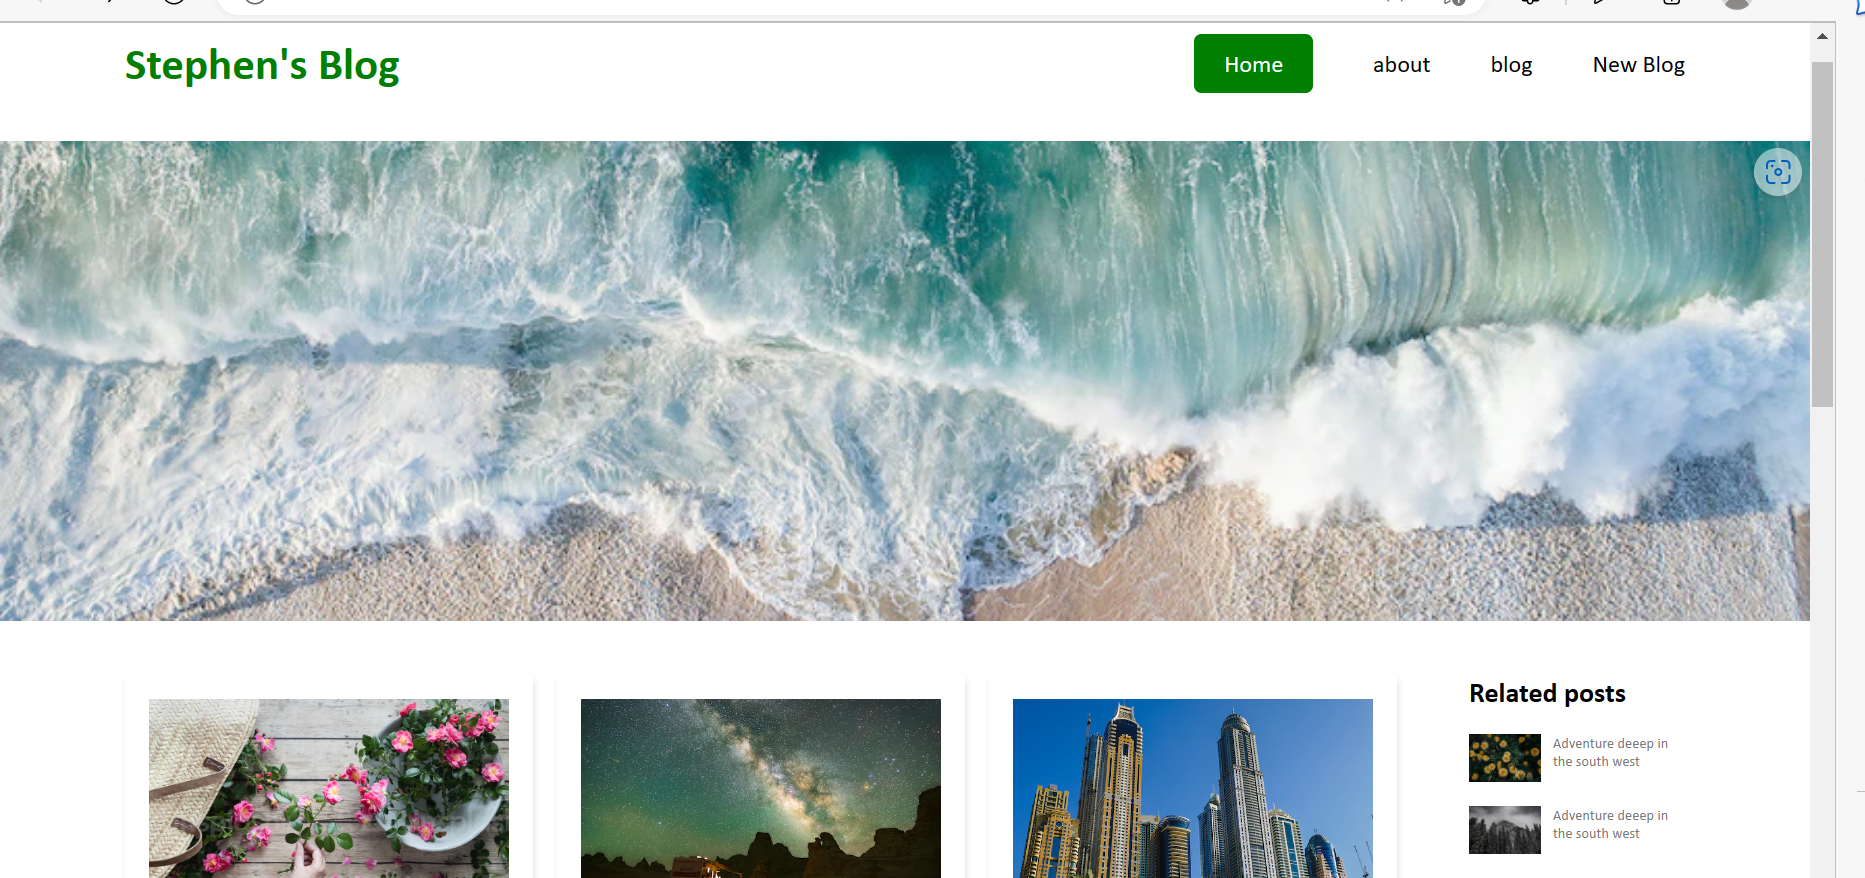 Stephen's Blog
Home
about
blog
New Blog
Related posts
Adventure deeep in
the south west
Adventure deeep in
the south west